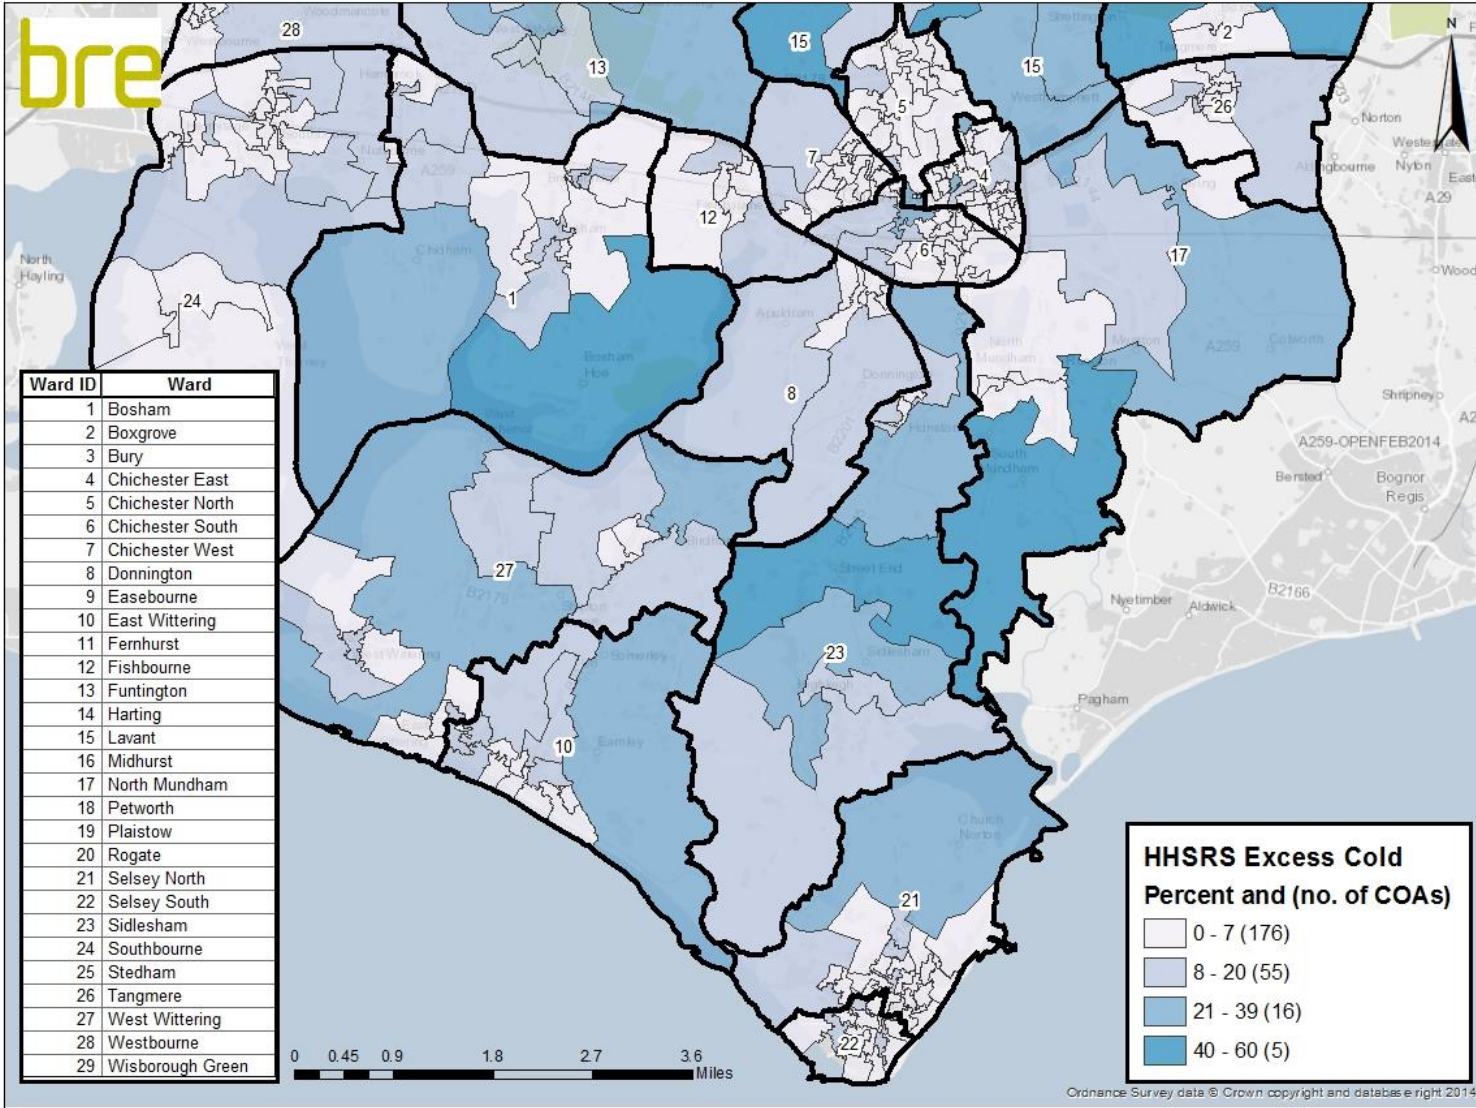 bre
28
13
15
15
2
26
5
7
4
12
6
17
24
1
8
27
23
10
21
22
N
Norton
Nyton
A29
North
Hayling
Chidham
A259
Bosham
Hoe
Apuldram
Donnington
North
Mundham
A259
Colworth
B2201
Street End
Sidlesham
Somerley
Earnley
B2179
Church
Norton
Shripney
A259-OPENFEB2014
Bersted
Bognor
Regis
Nyetimber
Aldwick
B2166
Pagham
Ward ID Ward
1 Bosham
2 Boxgrove
3 Bury
4 Chichester East
5 Chichester North
6 Chichester South
7 Chichester West
8 Donnington
9 Easebourne
10 East Wittering
11 Fernhurst
12 Fishbourne
13 Funtington
14 Harting
15 Lavant
16 Midhurst
17 North Mundham
18 Petworth
19 Plaistow
20 Rogate
21 Selsey North
22 Selsey South
23 Sidlesham
24 Southbourne
25 Stedham
26 Tangmere
27 West Wittering
28 Westbourne
29 Wisborough Green
0 0.45 0.9 1.8 2.7 3.6
Miles
HHSRS Excess Cold
Percent and (no. of COAs)
0 - 7 (176)
8 - 20 (55)
21 - 39 (16)
40 - 60 (5)
Ordnance Survey data © Crown copyright and database right 2014